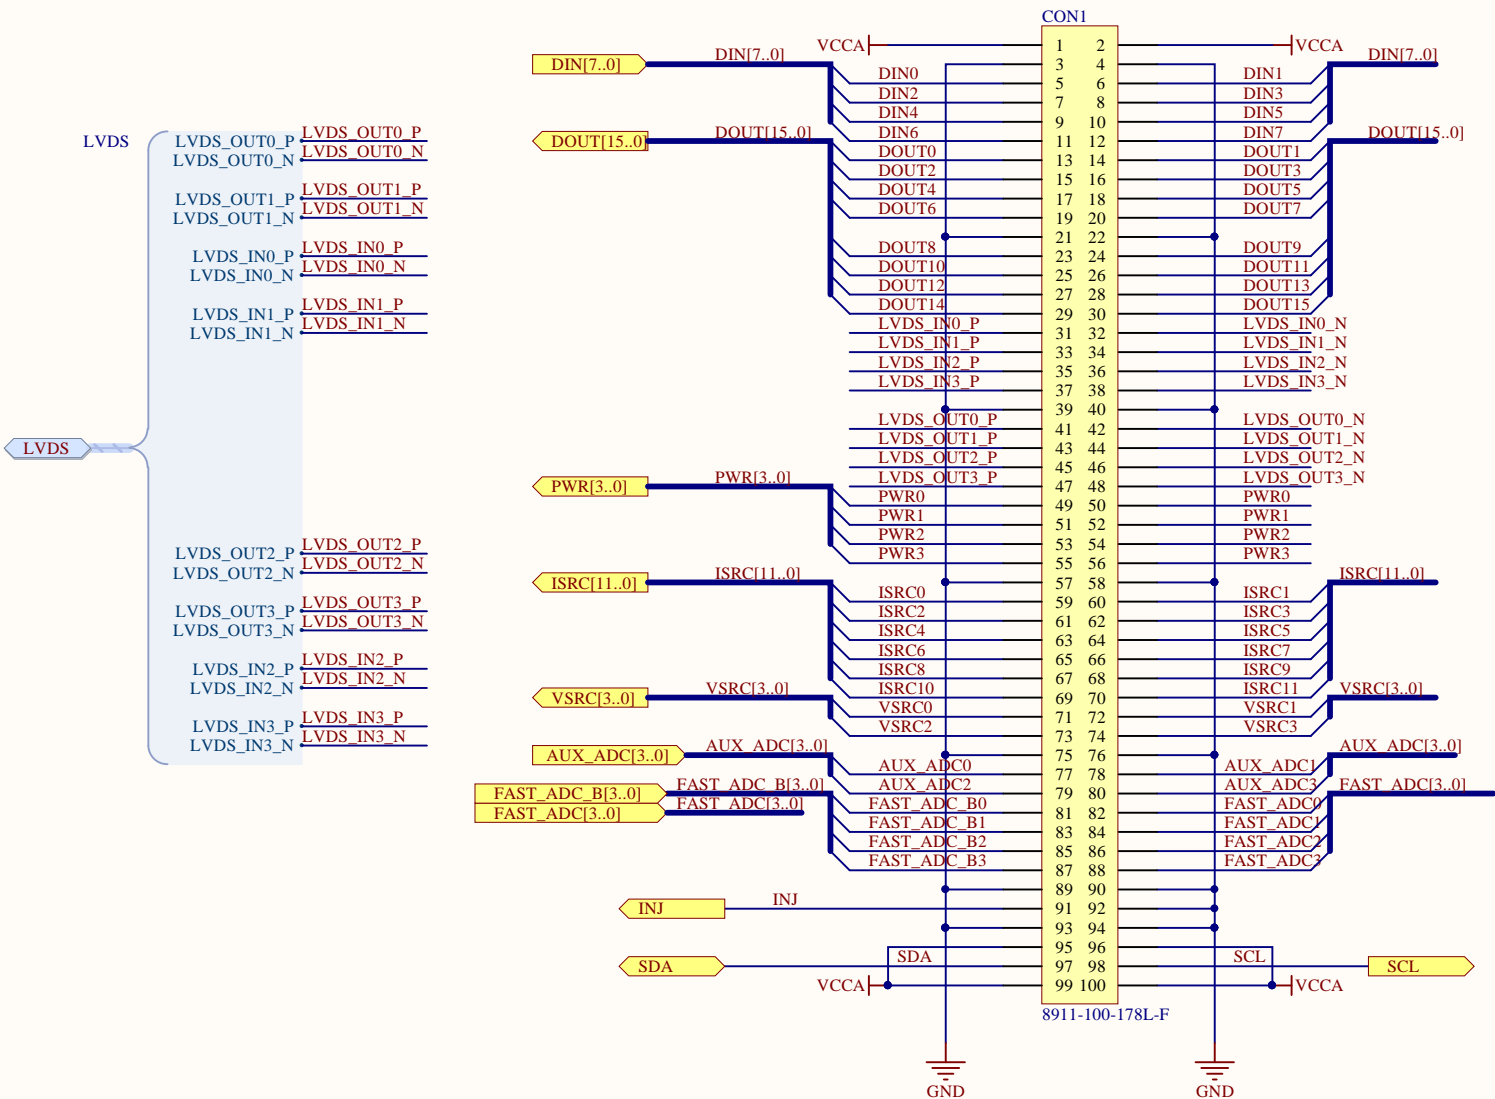 CON1
VCCA 1 2 VCCA
DIN[7..0] DIN[7..0] 3 4 DIN[7..0]
DIN0 5 6 DIN1
DIN2 7 8 DIN3
DIN4 9 10 DIN5
DIN6 11 12 DIN7
DOUT[15..0] DOUT[15..0] DOUT[15..0]
DOUT0 13 14 DOUT1
DOUT2 15 16 DOUT3
DOUT4 17 18 DOUT5
DOUT6 19 20 DOUT7
21 22
DOUT8 23 24 DOUT9
DOUT10 25 26 DOUT11
DOUT12 27 28 DOUT13
DOUT14 29 30 DOUT15
LVDS_IN0_P 31 32 LVDS_IN0_N
LVDS_IN1_P 33 34 LVDS_IN1_N
LVDS_IN2_P 35 36 LVDS_IN2_N
LVDS_IN3_P 37 38 LVDS_IN3_N
39 40
LVDS_OUT0_P 41 42 LVDS_OUT0_N
LVDS_OUT1_P 43 44 LVDS_OUT1_N
LVDS_OUT2_P 45 46 LVDS_OUT2_N
LVDS_OUT3_P 47 48 LVDS_OUT3_N
PWR[3..0] PWR[3..0]
PWR0 49 50 PWR0
PWR1 51 52 PWR1
PWR2 53 54 PWR2
PWR3 55 56 PWR3
ISRC[11..0] ISRC[11..0] 57 58 ISRC[11..0]
ISRC0 59 60 ISRC1
ISRC2 61 62 ISRC3
ISRC4 63 64 ISRC5
ISRC6 65 66 ISRC7
ISRC8 67 68 ISRC9
ISRC10 69 70 ISRC11
VSRC[3..0] VSRC[3..0] VSRC[3..0]
VSRC0 71 72 VSRC1
VSRC2 73 74 VSRC3
AUX_ADC[3..0] AUX_ADC[3..0] 75 76 AUX_ADC[3..0]
AUX_ADC0 77 78 AUX_ADC1
AUX_ADC2 79 80 AUX_ADC3
FAST_ADC_B[3..0] FAST_ADC_B[3..0] FAST_ADC[3..0]
FAST_ADC[3..0] FAST_ADC[3..0]
FAST_ADC_B0 81 82 FAST_ADC0
FAST_ADC_B1 83 84 FAST_ADC1
FAST_ADC_B2 85 86 FAST_ADC2
FAST_ADC_B3 87 88 FAST_ADC3
89 90
INJ INJ 91 92
93 94
95 96
SDA SDA 97 98 SCL SCL
VCCA 99 100 VCCA
8911-100-178L-F
GND GND
LVDS
LVDS_OUT0_P LVDS_OUT0_P
LVDS_OUT0_N LVDS_OUT0_N
LVDS_OUT1_P LVDS_OUT1_P
LVDS_OUT1_N LVDS_OUT1_N
LVDS_IN0_P LVDS_IN0_P
LVDS_IN0_N LVDS_IN0_N
LVDS_IN1_P LVDS_IN1_P
LVDS_IN1_N LVDS_IN1_N
LVDS
LVDS_OUT2_P LVDS_OUT2_P
LVDS_OUT2_N LVDS_OUT2_N
LVDS_OUT3_P LVDS_OUT3_P
LVDS_OUT3_N LVDS_OUT3_N
LVDS_IN2_P LVDS_IN2_P
LVDS_IN2_N LVDS_IN2_N
LVDS_IN3_P LVDS_IN3_P
LVDS_IN3_N LVDS_IN3_N